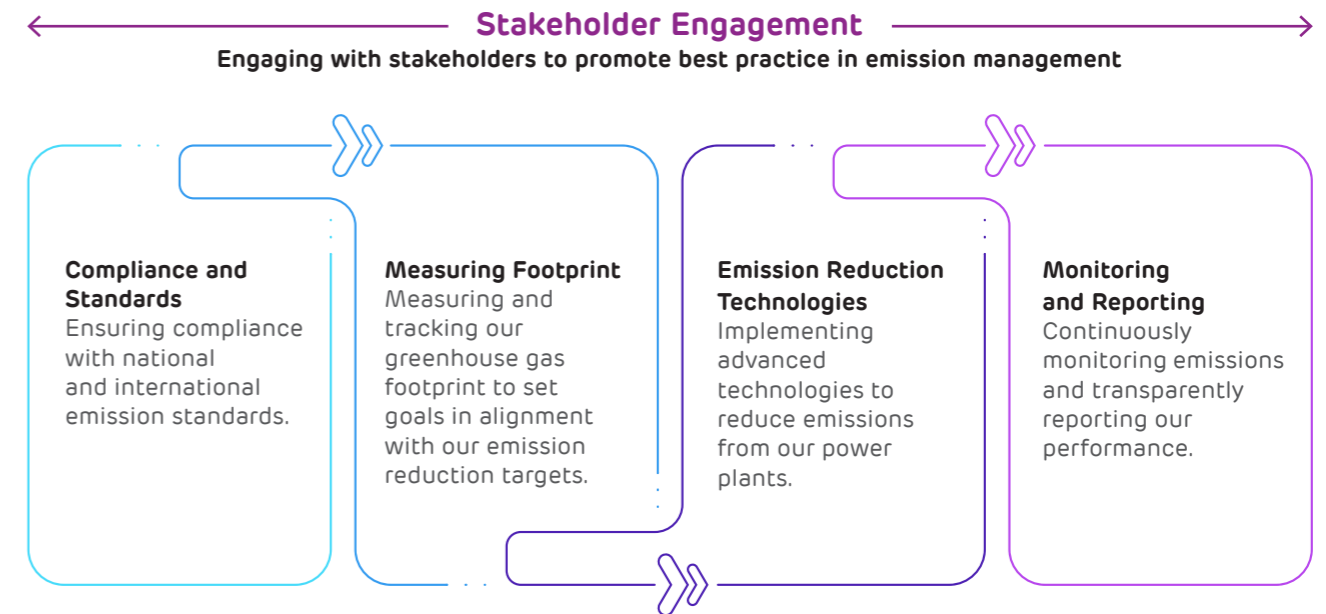 Stakeholder Engagement
Engaging with stakeholders to promote best practice in emission management
Compliance and
Standards
Ensuring compliance
with national
and international
emission standards.
Measuring Footprint
Measuring and
tracking our
greenhouse gas
footprint to set
goals in alignment
with our emission
reduction targets.
Emission Reduction
Technologies
Implementing
advanced
technologies to
reduce emissions
from our power
plants.
Monitoring
and Reporting
Continuously
monitoring emissions
and transparently
reporting our
performance.